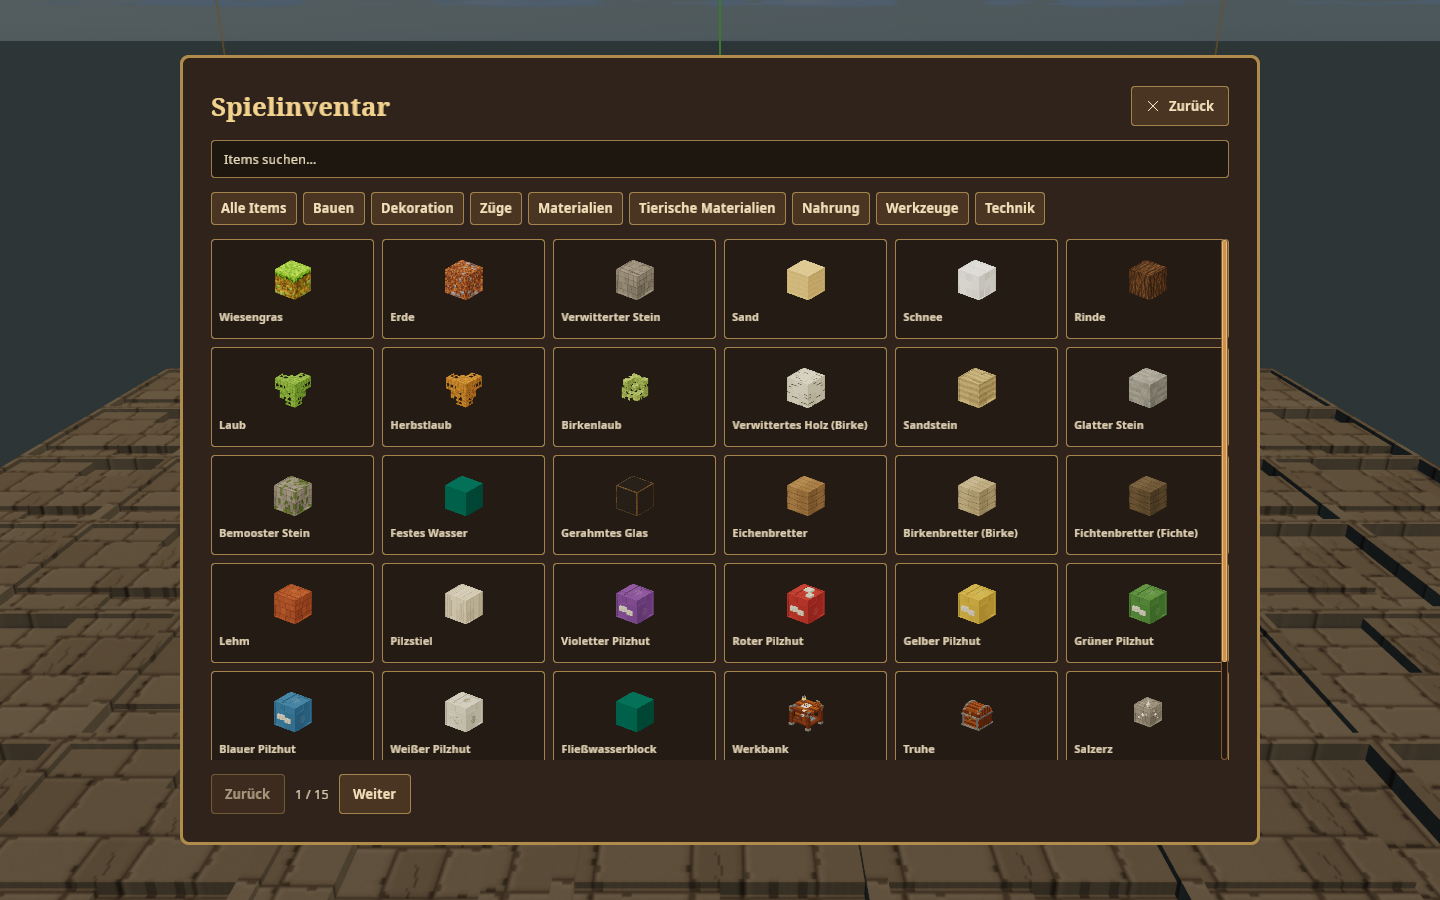 Spielinventar
Zurück
Items suchen...
Alle Items Bauen Dekoration Züge Materialien Tierische Materialien Nahrung Werkzeuge Technik
Wiesengras Erde Verwitterter Stein Sand Schnee Rinde
Laub Herbstlaub Birkenlaub Verwittertes Holz (Birke) Sandstein Glatter Stein
Bemooster Stein Festes Wasser Gerahmtes Glas Eichenbretter Birkenbretter (Birke) Fichtenbretter (Fichte)
Lehm Pilzstiel Violetter Pilzhut Roter Pilzhut Gelber Pilzhut Grüner Pilzhut
Blauer Pilzhut Weißer Pilzhut Fließwasserblock Werkbank Truhe Salzerz
Zurück 1 / 15 Weiter